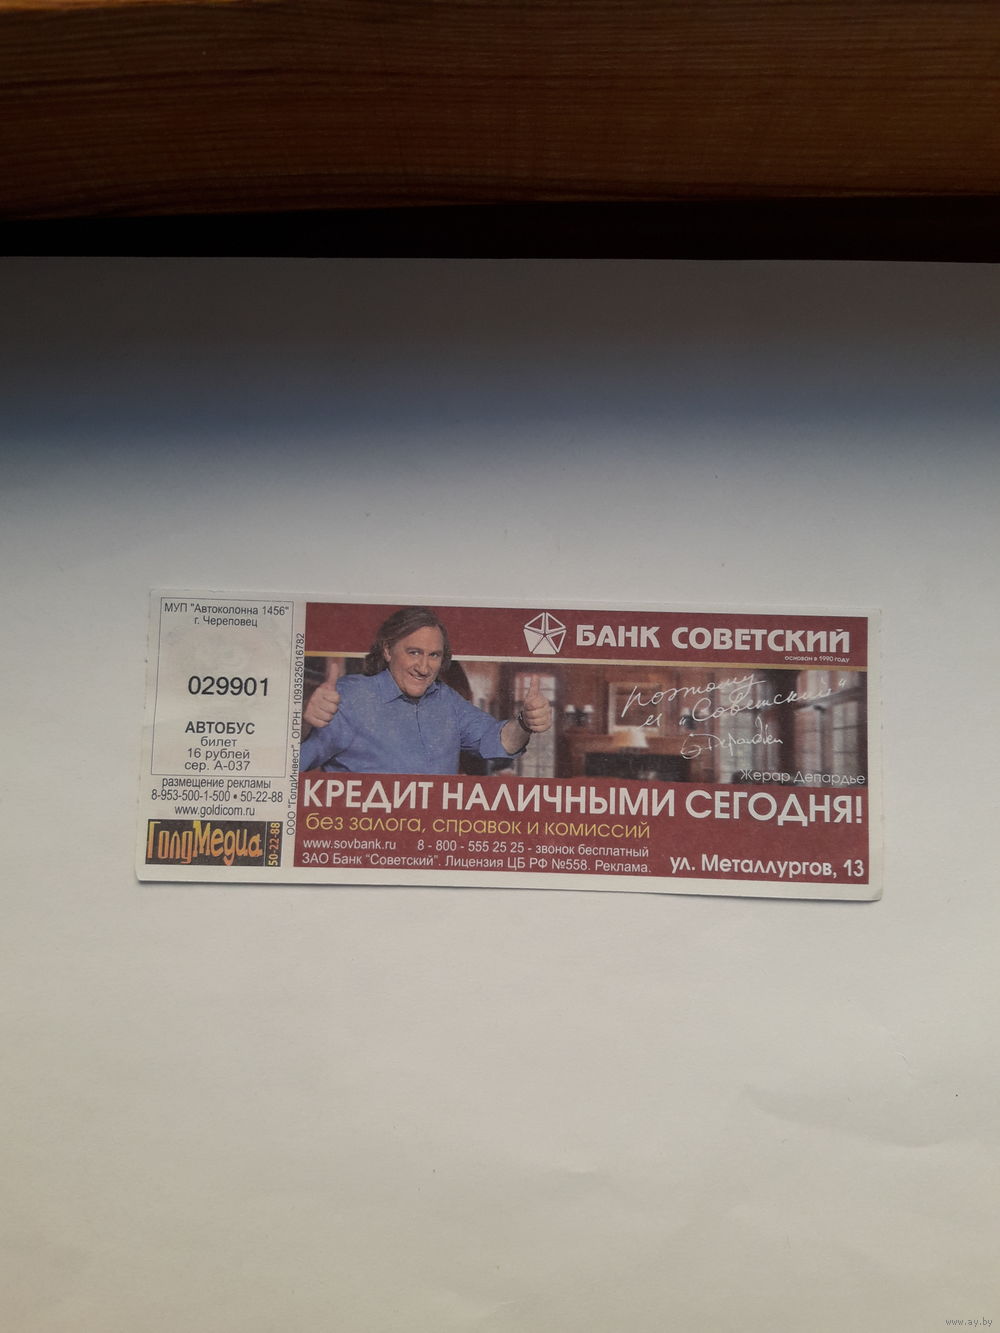 МУП "Автоколонна 1456"
г. Череповец
029901
АВТОБУС
билет
16 рублей
сер. А-037
размещение рекламы
8-953-500-1-500 • 50-22-88
www.goldicom.ru
ГолдМедиа
50-22-88
ООО "ГолдИнвест", ОГРН: 1093525016782
БАНК СОВЕТСКИЙ
основан в 1990 году
поэтому
и "Советский"
G Depardieu
Жерар Депардье
КРЕДИТ НАЛИЧНЫМИ СЕГОДНЯ!
без залога, справок и комиссий
www.sovbank.ru 8 - 800 - 555 25 25 - звонок бесплатный
ЗАО Банк "Советский". Лицензия ЦБ РФ №558. Реклама.
ул. Металлургов, 13
www.ay.by